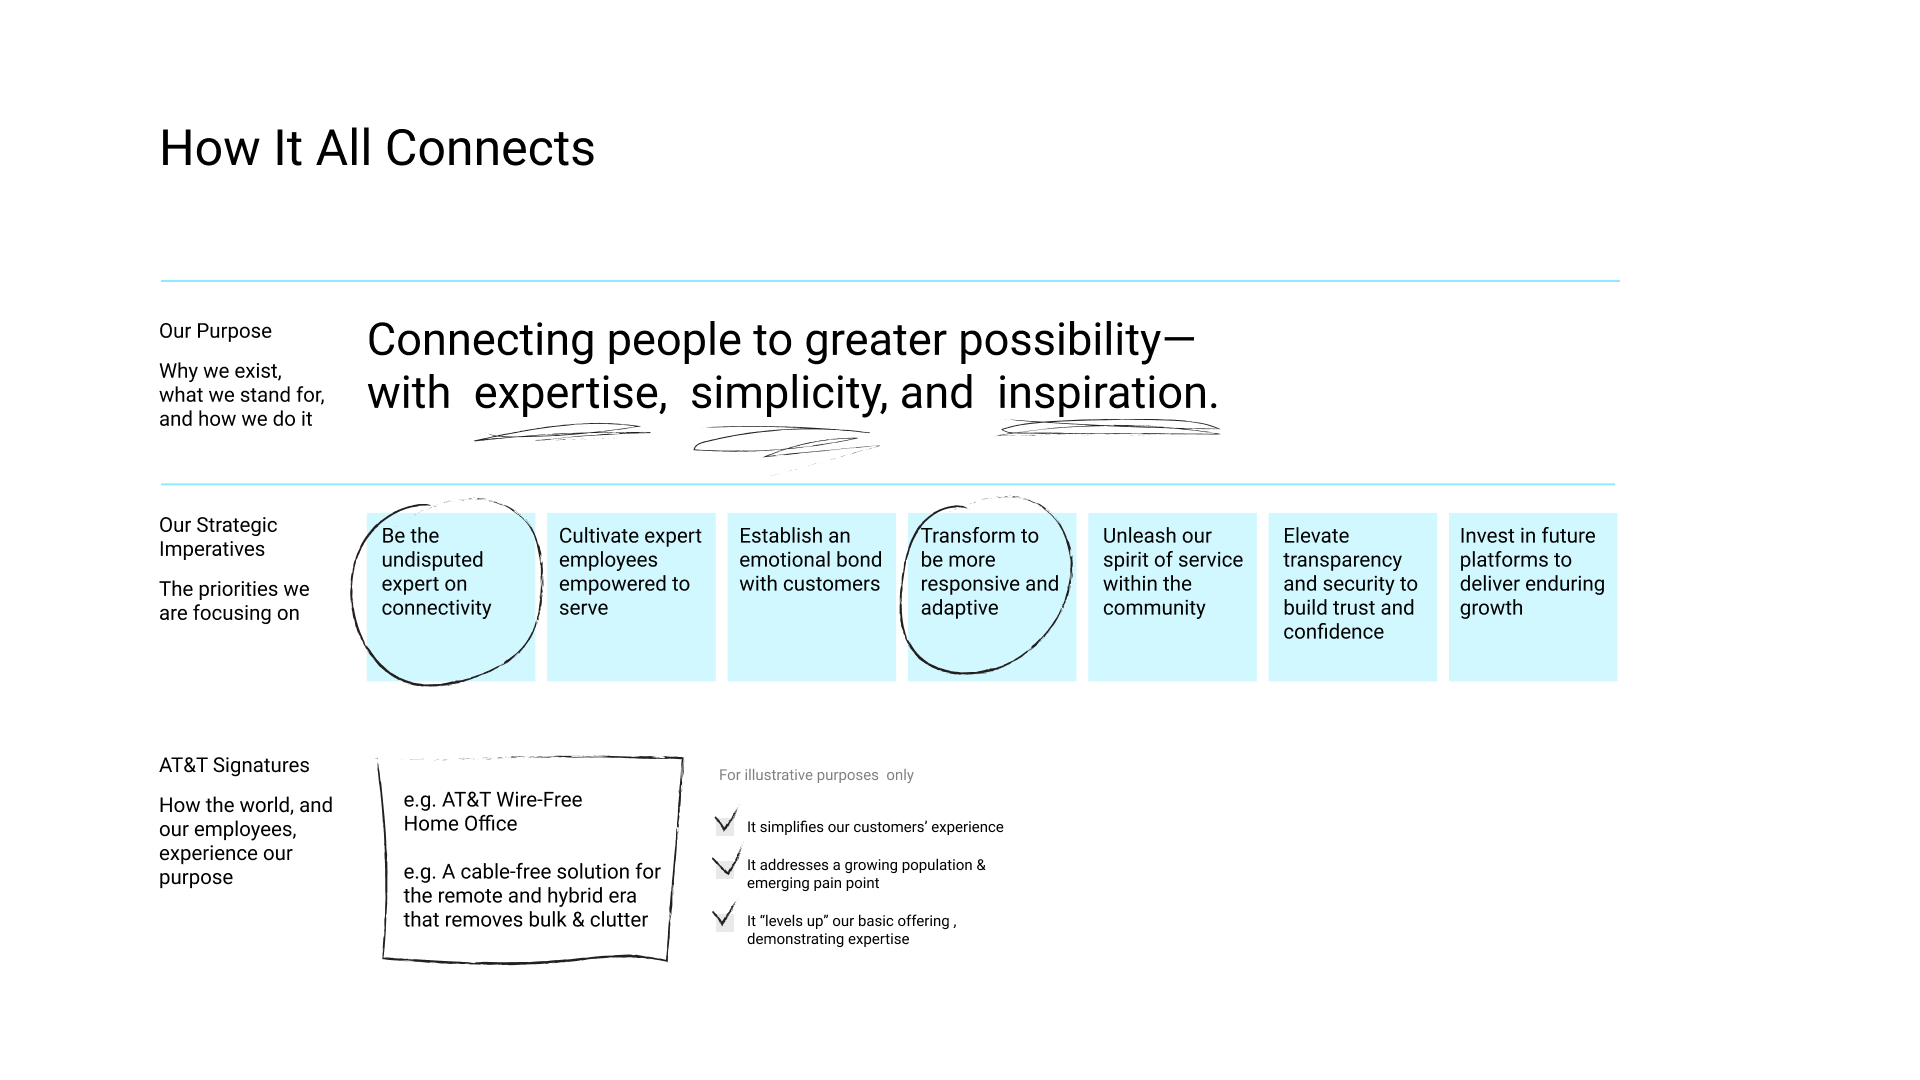 How It All Connects
Our Purpose
Why we exist,
what we stand for,
and how we do it
Connecting people to greater possibility—
with expertise, simplicity, and inspiration.
Our Strategic
Imperatives
The priorities we
are focusing on
Be the
undisputed
expert on
connectivity
Cultivate expert
employees
empowered to
serve
Establish an
emotional bond
with customers
Transform to
be more
responsive and
adaptive
Unleash our
spirit of service
within the
community
Elevate
transparency
and security to
build trust and
confidence
Invest in future
platforms to
deliver enduring
growth
AT&T Signatures
How the world, and
our employees,
experience our
purpose
e.g. AT&T Wire-Free
Home Office
e.g. A cable-free solution for
the remote and hybrid era
that removes bulk & clutter
For illustrative purposes only
It simplifies our customers’ experience
It addresses a growing population &
emerging pain point
It “levels up” our basic offering ,
demonstrating expertise